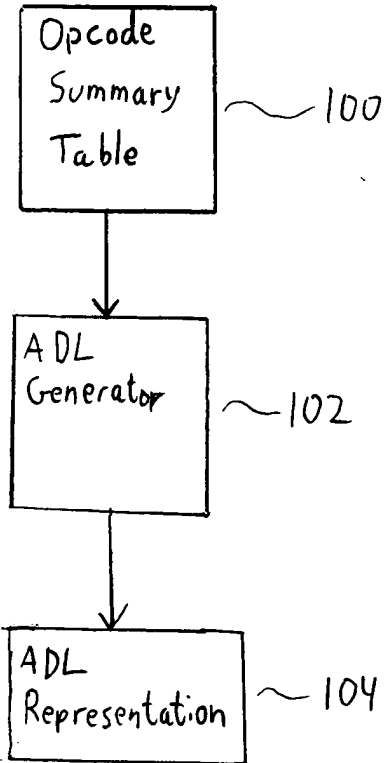 Opcode
Summary
Table
100
ADL
Generator
102
ADL
Representation
104